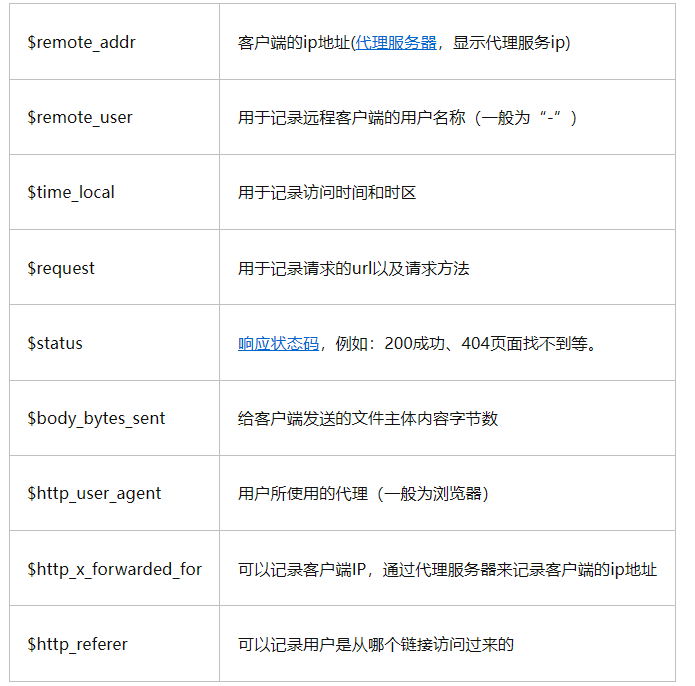 $remote_addr 客户端的ip地址(代理服务器，显示代理服务ip)
$remote_user 用于记录远程客户端的用户名称（一般为“-”）
$time_local 用于记录访问时间和时区
$request 用于记录请求的url以及请求方法
$status 响应状态码，例如：200成功、404页面找不到等。
$body_bytes_sent 给客户端发送的文件主体内容字节数
$http_user_agent 用户所使用的代理（一般为浏览器）
$http_x_forwarded_for 可以记录客户端IP，通过代理服务器来记录客户端的ip地址
$http_referer 可以记录用户是从哪个链接访问过来的